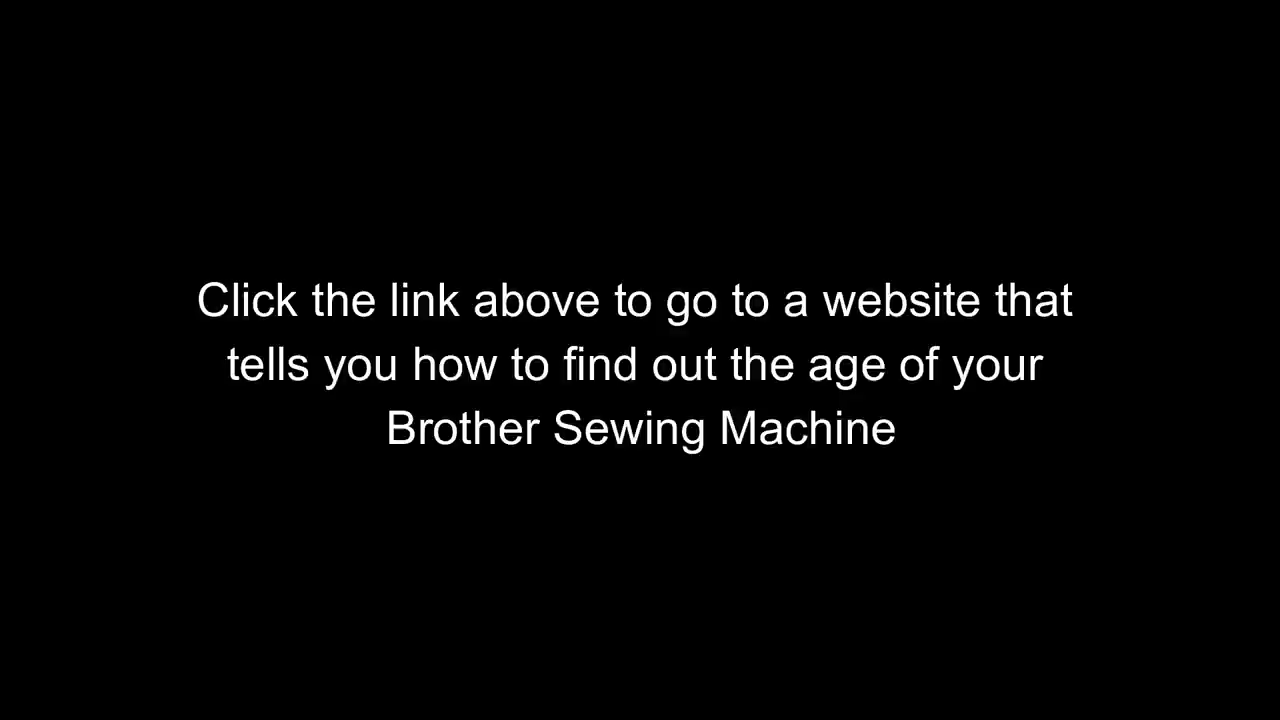 Click the link above to go to a website that
tells you how to find out the age of your
Brother Sewing Machine